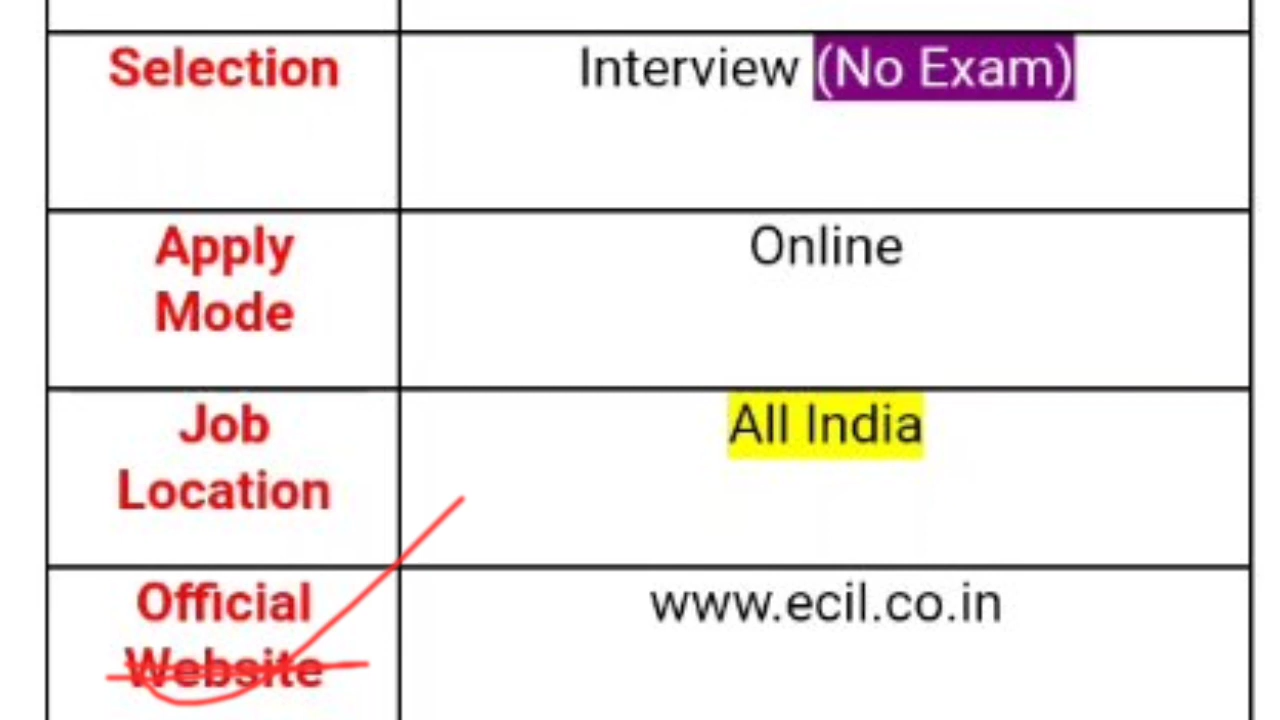 Selection Interview (No Exam)
Apply Online
Mode
Job All India
Location
Official www.ecil.co.in
Website